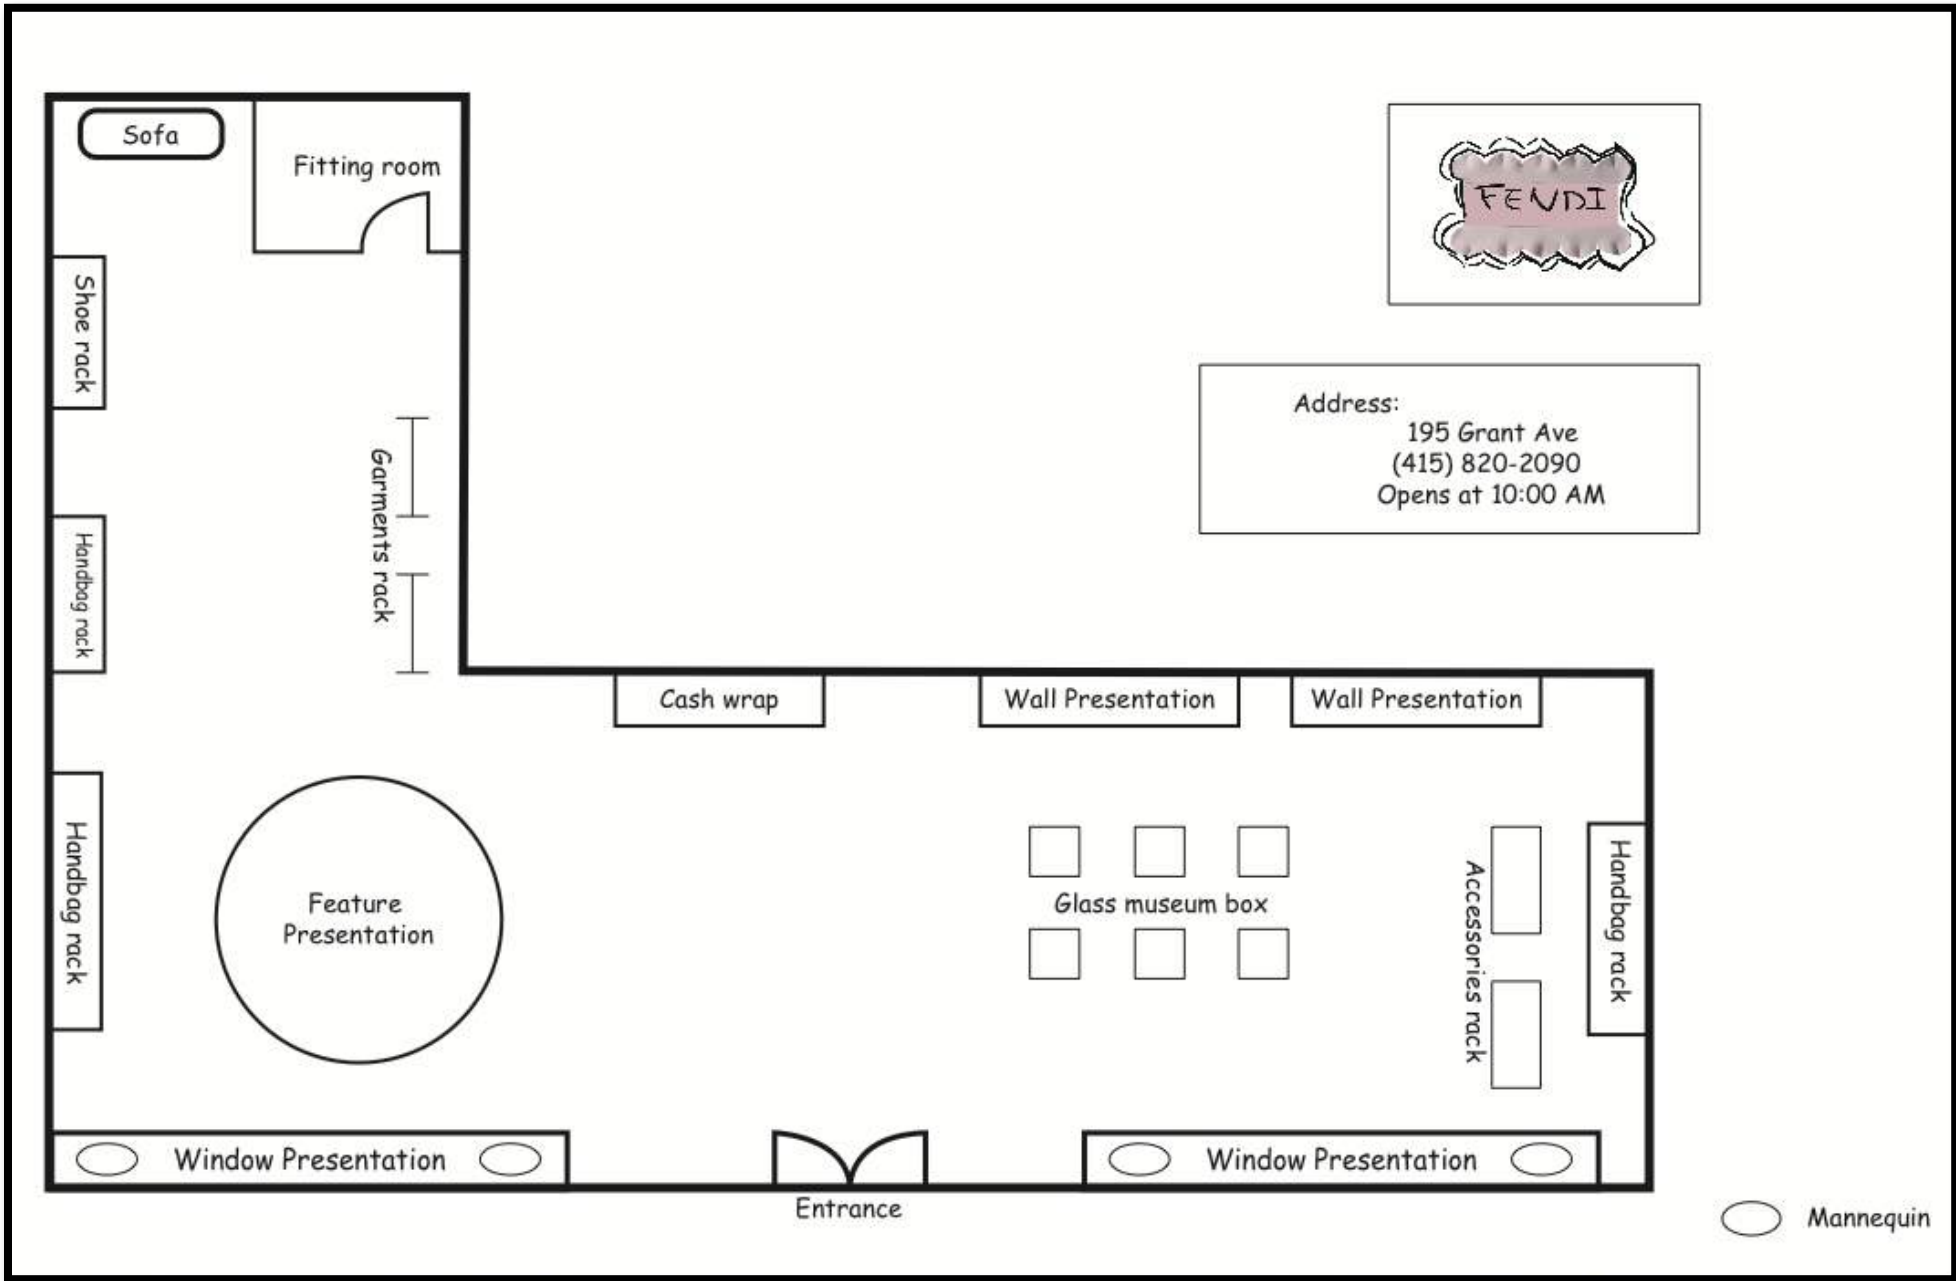 Sofa
Fitting room
FENDI
Shoe rack
Address:
195 Grant Ave
(415) 820-2090
Opens at 10:00 AM
Garments rack
Handbag rack
Cash wrap
Wall Presentation
Wall Presentation
Handbag rack
Feature
Presentation
Glass museum box
Accessories rack
Handbag rack
Window Presentation
Window Presentation
Entrance
Mannequin